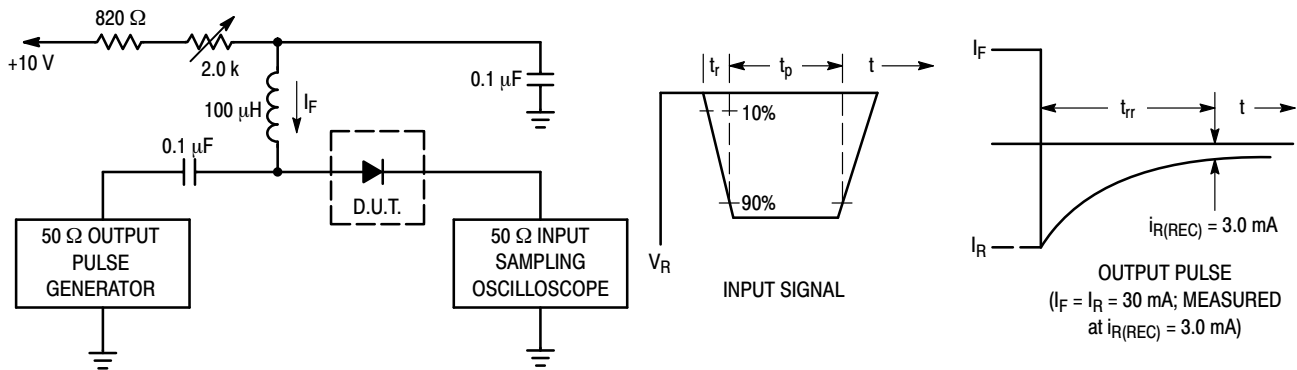 820 Ω
+10 V
2.0 k
100 μH
I_F
0.1 μF
0.1 μF
D.U.T.
50 Ω OUTPUT
PULSE
GENERATOR
50 Ω INPUT
SAMPLING
OSCILLOSCOPE
t_r
t_p
t
10%
90%
V_R
INPUT SIGNAL
I_F
t_rr
t
I_R
i_R(REC) = 3.0 mA
OUTPUT PULSE
(I_F = I_R = 30 mA; MEASURED
at i_R(REC) = 3.0 mA)